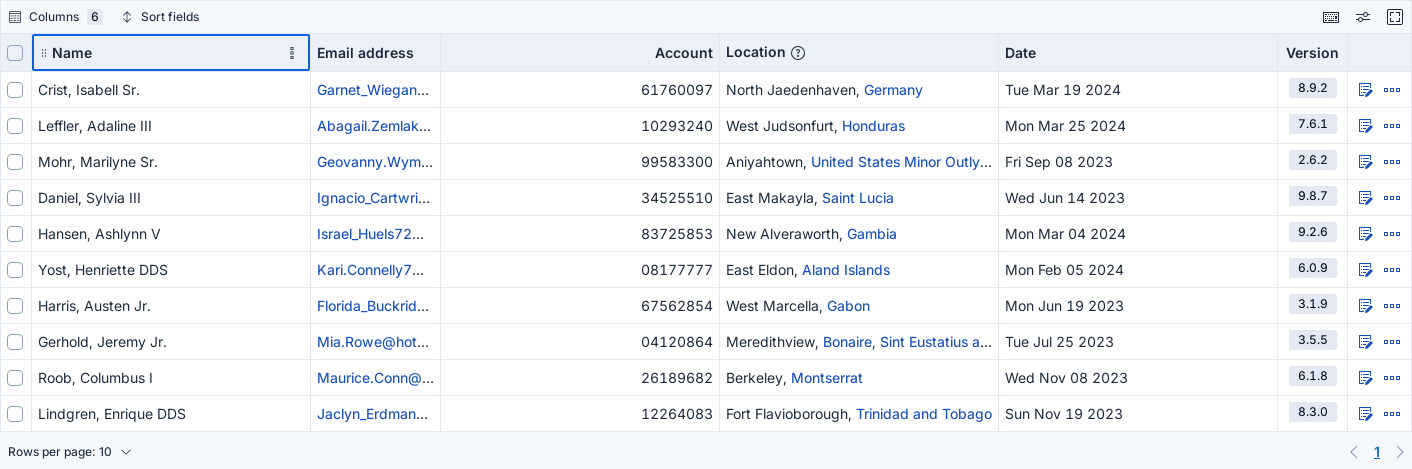 Columns 6 Sort fields
Name Email address Account Location Date Version
Crist, Isabell Sr. Garnet_Wiegan... 61760097 North Jaedenhaven, Germany Tue Mar 19 2024 8.9.2
Leffler, Adaline III Abagail.Zemlak... 10293240 West Judsonfurt, Honduras Mon Mar 25 2024 7.6.1
Mohr, Marilyne Sr. Geovanny.Wym... 99583300 Aniyahtown, United States Minor Outly... Fri Sep 08 2023 2.6.2
Daniel, Sylvia III Ignacio_Cartwri... 34525510 East Makayla, Saint Lucia Wed Jun 14 2023 9.8.7
Hansen, Ashlynn V Israel_Huels72... 83725853 New Alveraworth, Gambia Mon Mar 04 2024 9.2.6
Yost, Henriette DDS Kari.Connelly7... 08177777 East Eldon, Aland Islands Mon Feb 05 2024 6.0.9
Harris, Austen Jr. Florida_Buckrid... 67562854 West Marcella, Gabon Mon Jun 19 2023 3.1.9
Gerhold, Jeremy Jr. Mia.Rowe@hot... 04120864 Meredithview, Bonaire, Sint Eustatius a... Tue Jul 25 2023 3.5.5
Roob, Columbus I Maurice.Conn@... 26189682 Berkeley, Montserrat Wed Nov 08 2023 6.1.8
Lindgren, Enrique DDS Jaclyn_Erdman... 12264083 Fort Flavioborough, Trinidad and Tobago Sun Nov 19 2023 8.3.0
Rows per page: 10 1